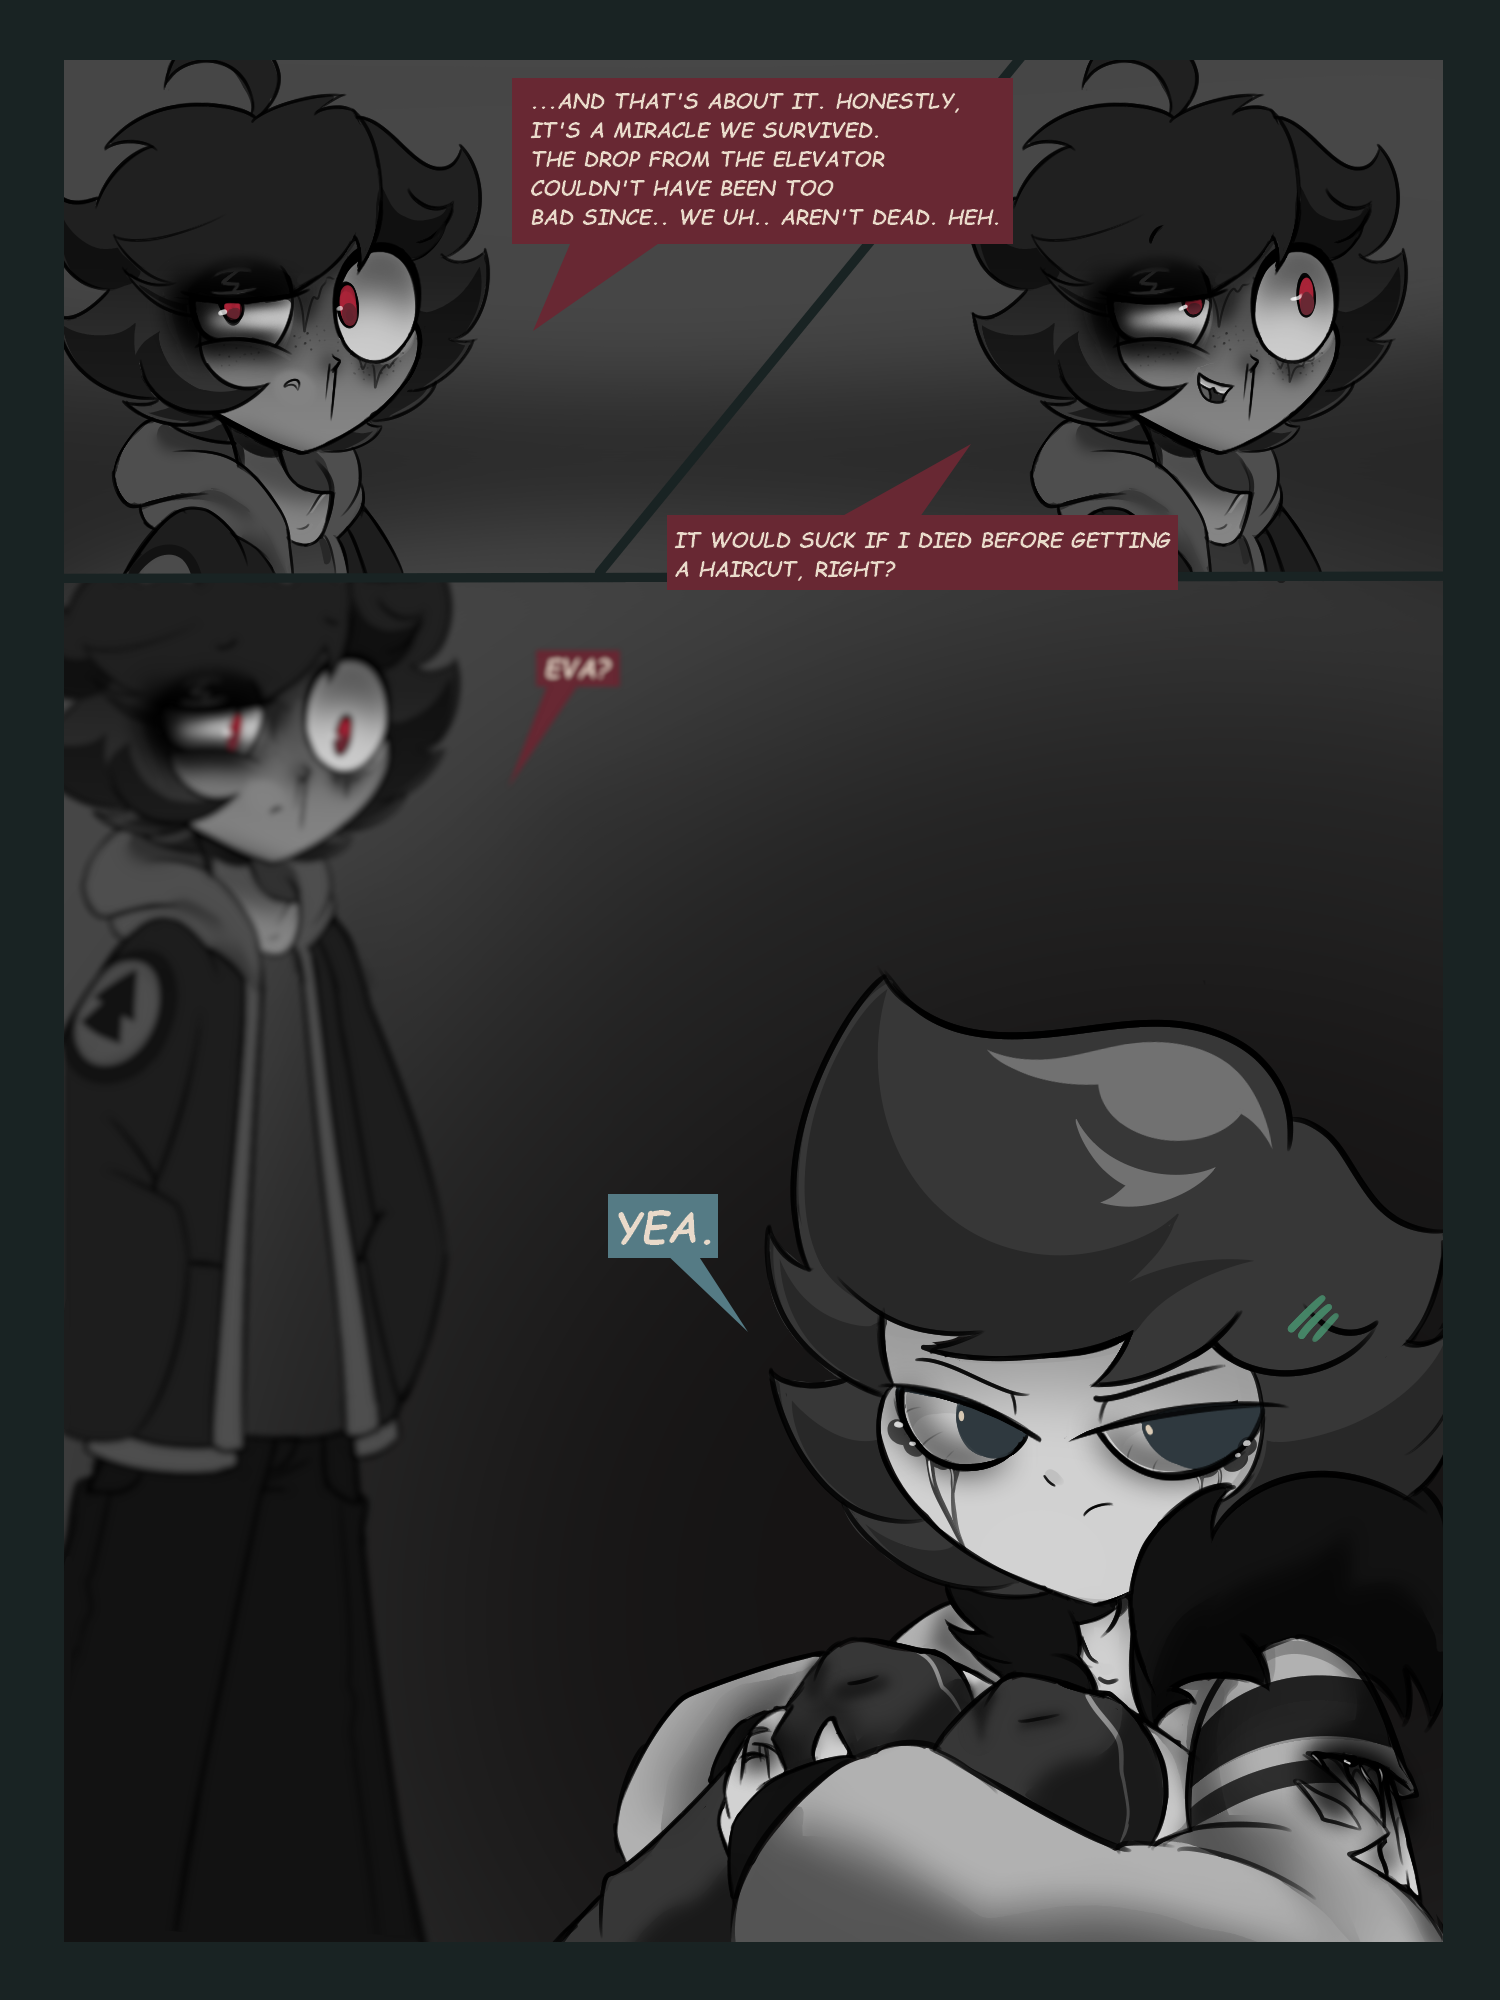 ...AND THAT'S ABOUT IT. HONESTLY,
IT'S A MIRACLE WE SURVIVED.
THE DROP FROM THE ELEVATOR
COULDN'T HAVE BEEN TOO
BAD SINCE.. WE UH.. AREN'T DEAD. HEH.
IT WOULD SUCK IF I DIED BEFORE GETTING
A HAIRCUT, RIGHT?
EVA?
YEA.